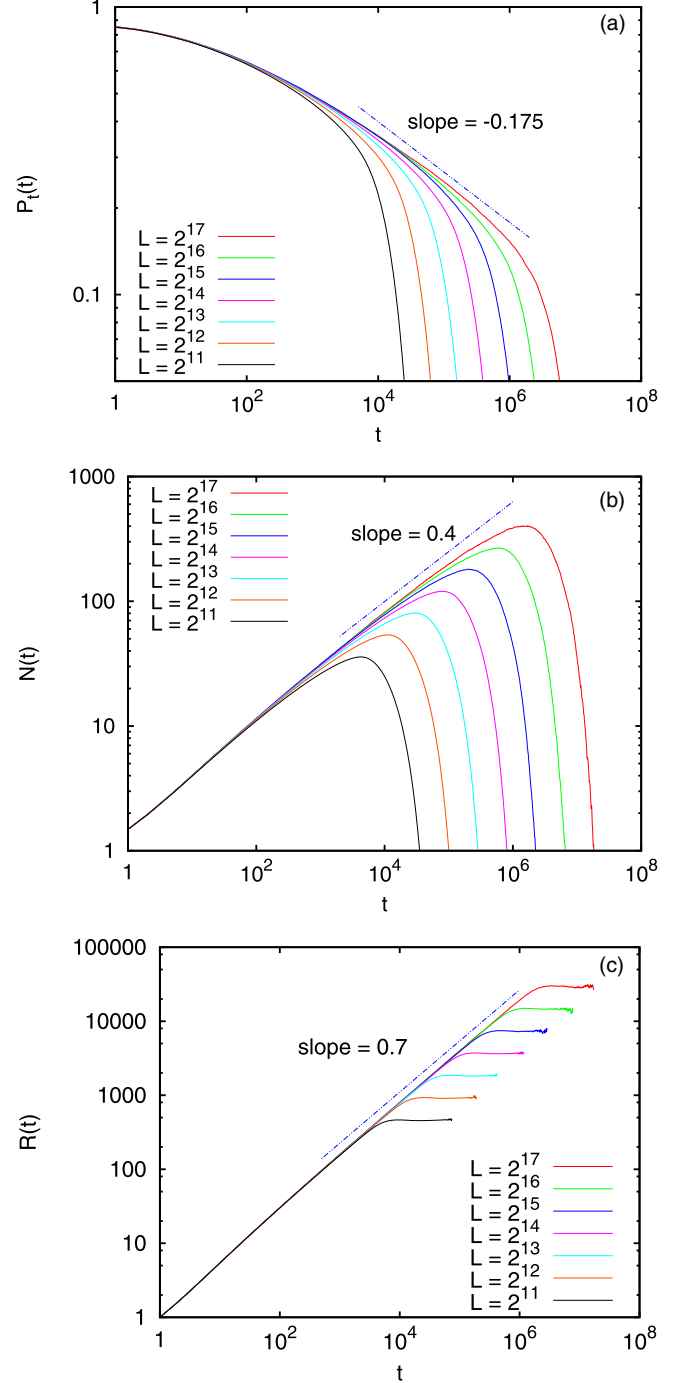 1
(a)
slope = -0.175
P_t(t)
L = 2^17
L = 2^16
L = 2^15
L = 2^14
L = 2^13
L = 2^12
L = 2^11
0.1
1 10^2 10^4 10^6 10^8
t
1000
(b)
L = 2^17
L = 2^16
L = 2^15
L = 2^14
L = 2^13
L = 2^12
L = 2^11
slope = 0.4
100
N(t)
10
1
1 10^2 10^4 10^6 10^8
t
100000
(c)
10000
slope = 0.7
1000
R(t)
100
L = 2^17
L = 2^16
L = 2^15
L = 2^14
L = 2^13
L = 2^12
L = 2^11
10
1
1 10^2 10^4 10^6 10^8
t